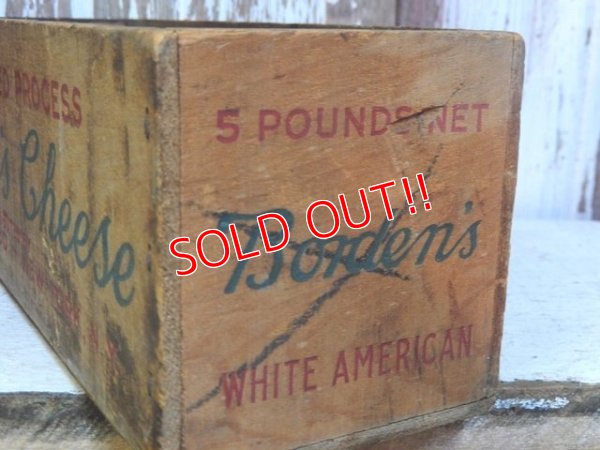 ED PROCESS
's Cheese
5 POUNDS NET
Borden's
WHITE AMERICAN
SOLD OUT!!